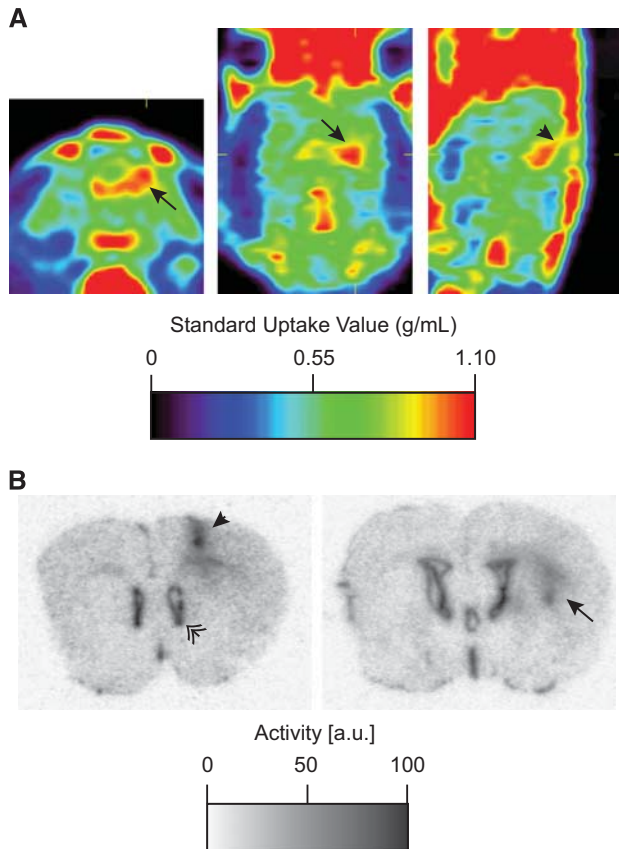 A
Standard Uptake Value (g/mL)
0 0.55 1.10
B
Activity [a.u.]
0 50 100